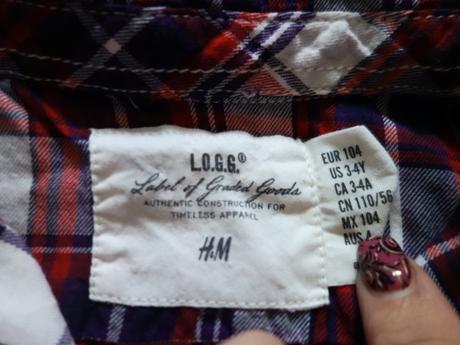 L.O.G.G.®
Label of Graded Goods
AUTHENTIC CONSTRUCTION FOR
TIMELESS APPAREL
H&M
EUR 104
US 3-4Y
CA 3-4A
CN 110/56
MX 104
AUS 4